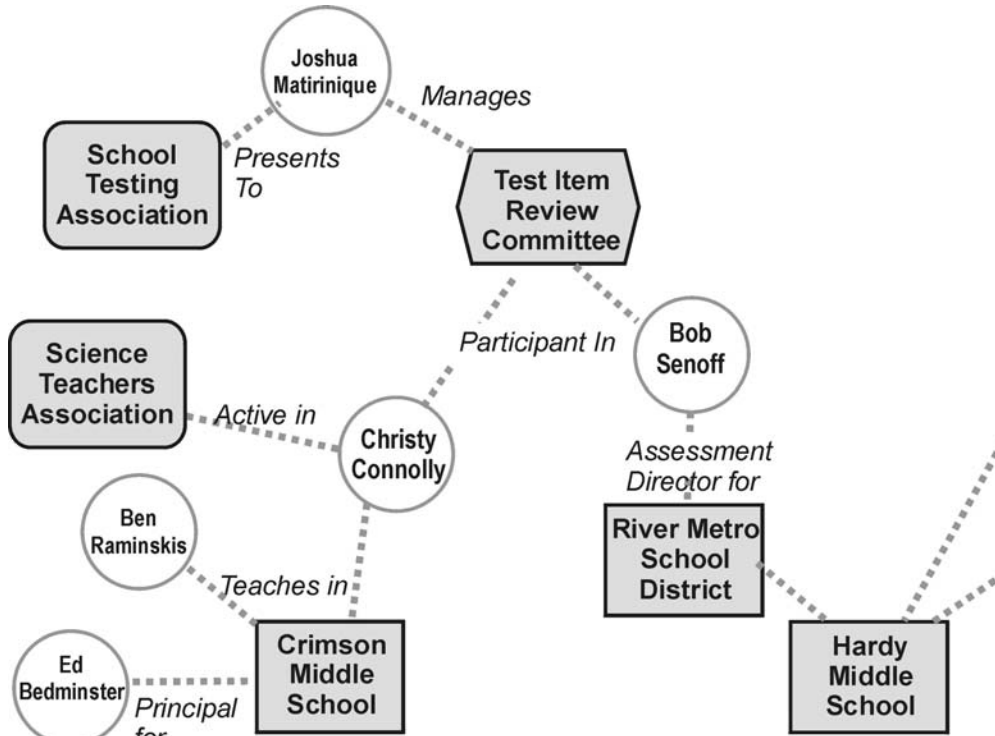 Joshua
Matirinique
Manages
School
Testing
Association
Presents
To
Test Item
Review
Committee
Participant In
Bob
Senoff
Science
Teachers
Association
Active in
Christy
Connolly
Assessment
Director for
Ben
Raminskis
River Metro
School
District
Teaches in
Crimson
Middle
School
Hardy
Middle
School
Ed
Bedminster
Principal
for